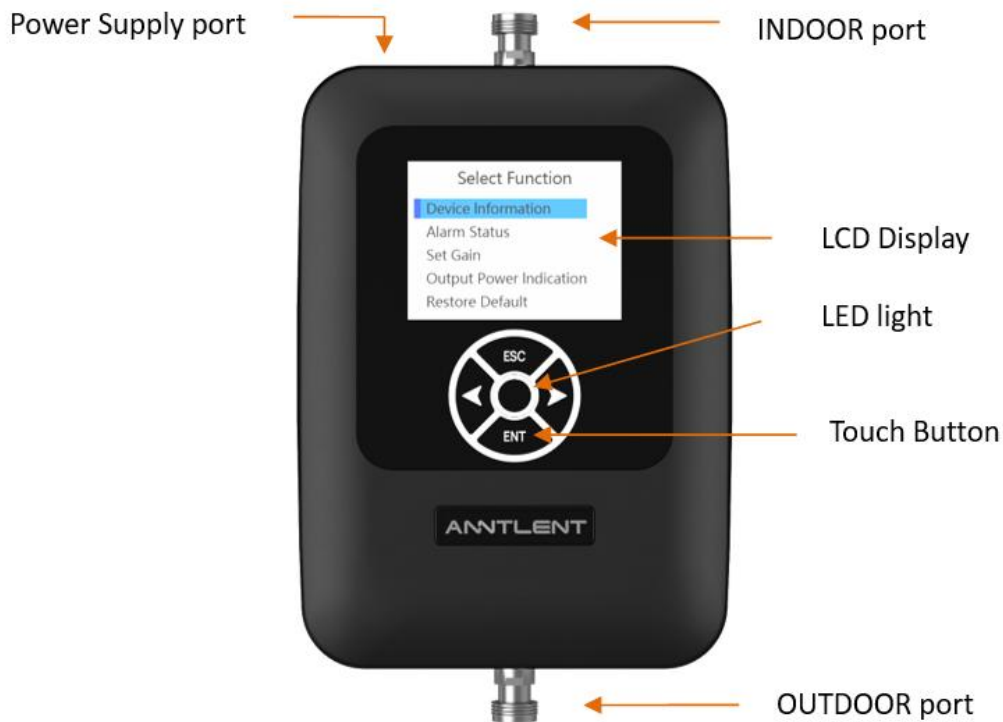 Power Supply port
INDOOR port
Select Function
Device Information
Alarm Status
Set Gain
Output Power Indication
Restore Default
LCD Display
LED light
ESC
ENT
Touch Button
ANNTLENT
OUTDOOR port